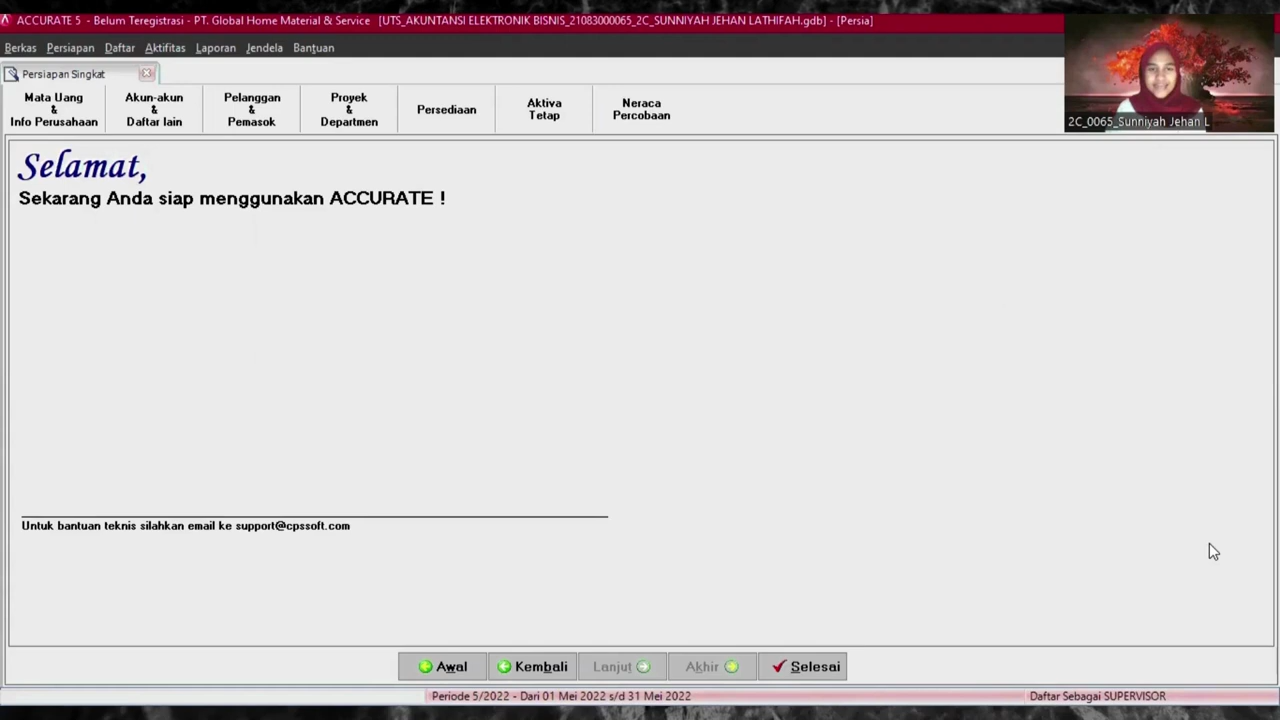 ACCURATE 5 - Belum Teregistrasi - PT. Global Home Material & Service [UTS_AKUNTANSI ELEKTRONIK BISNIS_21083000065_2C_SUNNIYAH JEHAN LATHIFAH.gdb] - [Persia]
Berkas Persiapan Daftar Aktifitas Laporan Jendela Bantuan
Persiapan Singkat
Mata Uang & Info Perusahaan
Akun-akun & Daftar lain
Pelanggan & Pemasok
Proyek & Departmen
Persediaan
Aktiva Tetap
Neraca Percobaan
2C_0065_Sunniyah Jehan L
Selamat,
Sekarang Anda siap menggunakan ACCURATE !
Untuk bantuan teknis silahkan email ke support@cpssoft.com
Awal Kembali Lanjut Akhir Selesai
Periode 5/2022 - Dari 01 Mei 2022 s/d 31 Mei 2022 Daftar Sebagai SUPERVISOR